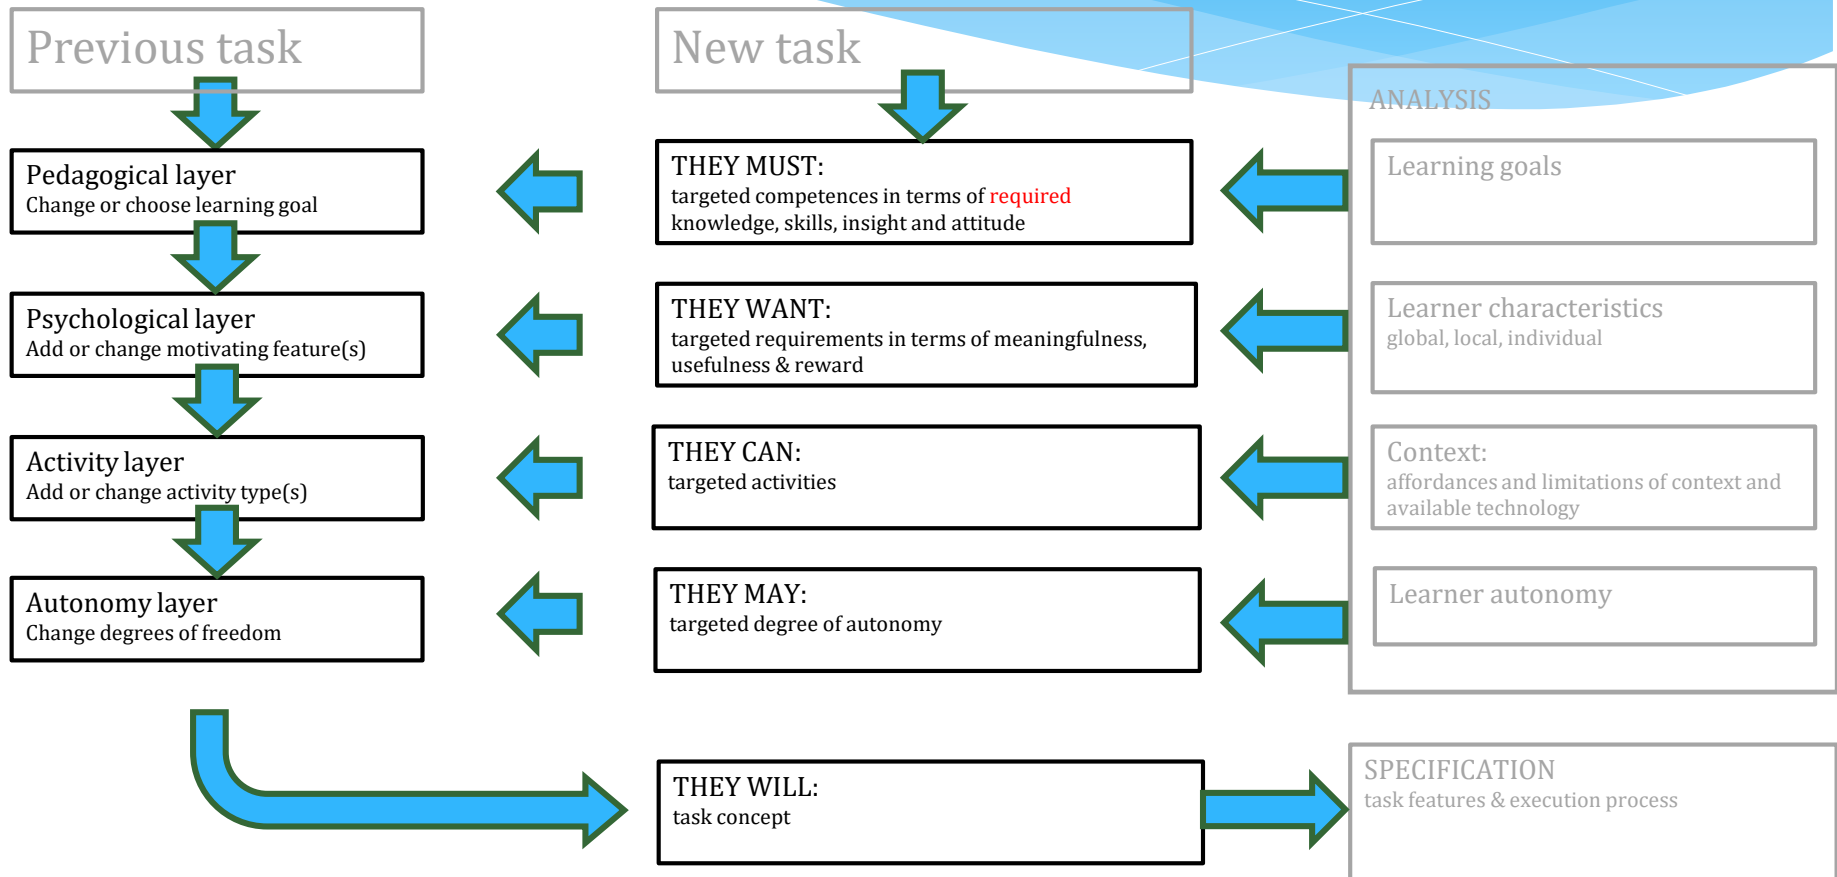 Previous task
New task
ANALYSIS
Pedagogical layer
Change or choose learning goal
THEY MUST:
targeted competences in terms of required
knowledge, skills, insight and attitude
Learning goals
Psychological layer
Add or change motivating feature(s)
THEY WANT:
targeted requirements in terms of meaningfulness,
usefulness & reward
Learner characteristics
global, local, individual
Activity layer
Add or change activity type(s)
THEY CAN:
targeted activities
Context:
affordances and limitations of context and
available technology
Autonomy layer
Change degrees of freedom
THEY MAY:
targeted degree of autonomy
Learner autonomy
THEY WILL:
task concept
SPECIFICATION
task features & execution process